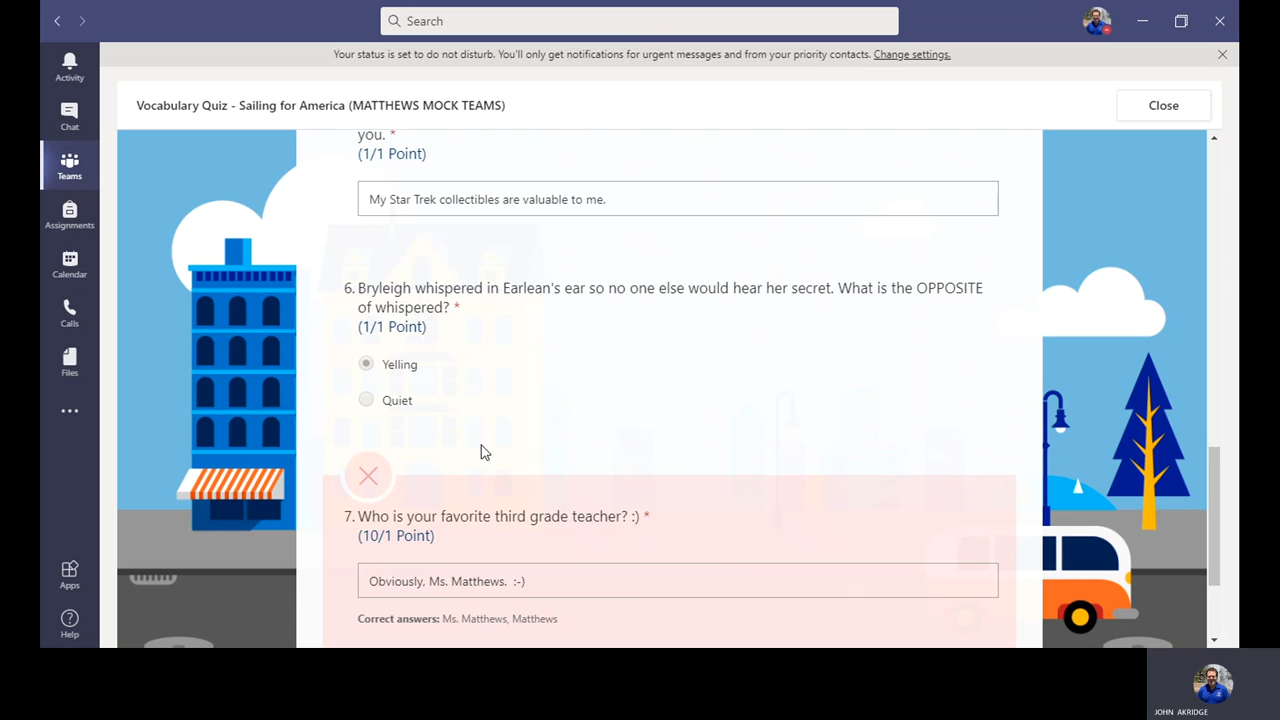 Search
Your status is set to do not disturb. You'll only get notifications for urgent messages and from your priority contacts. Change settings.
Activity
Chat
Teams
Assignments
Calendar
Calls
Files
Apps
Help
Vocabulary Quiz - Sailing for America (MATTHEWS MOCK TEAMS)
Close
you. *
(1/1 Point)
My Star Trek collectibles are valuable to me.
6. Bryleigh whispered in Earlean's ear so no one else would hear her secret. What is the OPPOSITE
of whispered? *
(1/1 Point)
Yelling
Quiet
7. Who is your favorite third grade teacher? :) *
(10/1 Point)
Obviously, Ms. Matthews. :-)
Correct answers: Ms. Matthews, Matthews
JOHN AKRIDGE